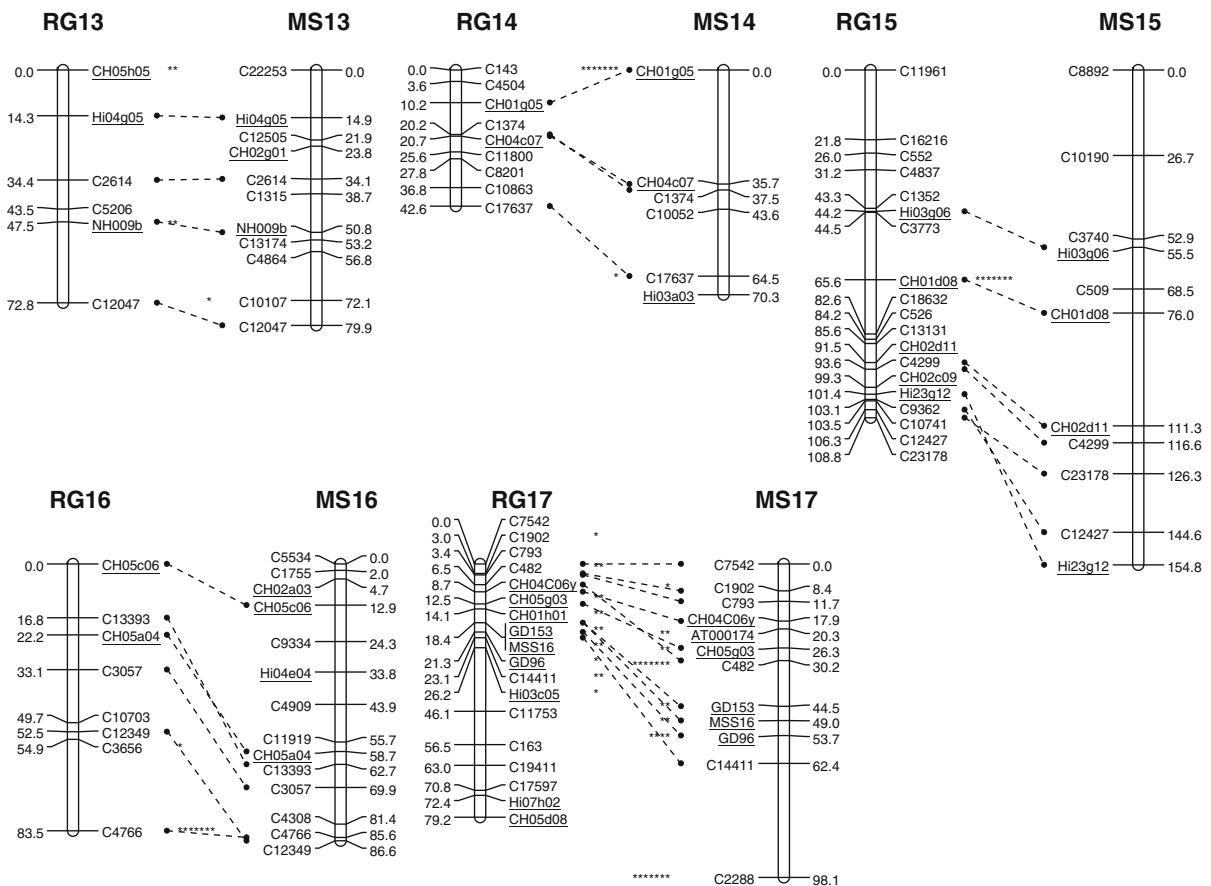 RG13 MS13 RG14 MS14 RG15 MS15
0.0 CH05h05 **
14.3 Hi04g05
34.4 C2614
43.5 C5206
47.5 NH009b **
72.8 C12047
C22253 0.0
Hi04g05 14.9
C12505 21.9
CH02g01 23.8
C2614 34.1
C1315 38.7
NH009b 50.8
C13174 53.2
C4864 56.8
C10107 72.1
* C12047 79.9
0.0 C143
3.6 C4504
10.2 CH01g05
20.2 C1374
20.7 CH04c07
25.6 C11800
27.8 C8201
36.8 C10863
42.6 C17637
******* CH01g05 0.0
CH04c07 35.7
C1374 37.5
C10052 43.6
* C17637 64.5
Hi03a03 70.3
0.0 C11961
21.8 C16216
26.0 C552
31.2 C4837
43.3 C1352
44.2 Hi03g06
44.5 C3773
65.6 CH01d08 *******
82.6 C18632
84.2 C526
85.6 C13131
91.5 CH02d11
93.6 C4299
99.3 CH02c09
101.4 Hi23g12
103.1 C9362
103.5 C10741
106.3 C12427
108.8 C23178
C8892 0.0
C10190 26.7
C3740 52.9
Hi03g06 55.5
C509 68.5
CH01d08 76.0
CH02d11 111.3
C4299 116.6
C23178 126.3
C12427 144.6
Hi23g12 154.8
RG16 MS16 RG17 MS17
0.0 CH05c06
16.8 C13393
22.2 CH05a04
33.1 C3057
49.7 C10703
52.5 C12349 *
54.9 C3656
83.5 C4766 *******
C5534 0.0
C1755 2.0
CH02a03 4.7
CH05c06 12.9
C9334 24.3
Hi04e04 33.8
C4909 43.9
C11919 55.7
CH05a04 58.7
C13393 62.7
C3057 69.9
C4308 81.4
C4766 85.6
C12349 86.6
0.0 C7542
3.0 C1902 *
3.4 C793
6.5 C482 **
8.7 CH04C06y *
12.5 CH05g03 **
14.1 CH01h01 **
18.4 GD153 **
MSS16 **
21.3 GD96 *
23.1 C14411 **
26.2 Hi03c05 *
46.1 C11753
56.5 C163
63.0 C19411
70.8 C17597
72.4 Hi07h02
79.2 CH05d08
C7542 0.0
* C1902 8.4
C793 11.7
CH04C06y 17.9
** AT000174 20.3
** CH05g03 26.3
******* C482 30.2
** GD153 44.5
** MSS16 49.0
**** GD96 53.7
C14411 62.4
******* C2288 98.1